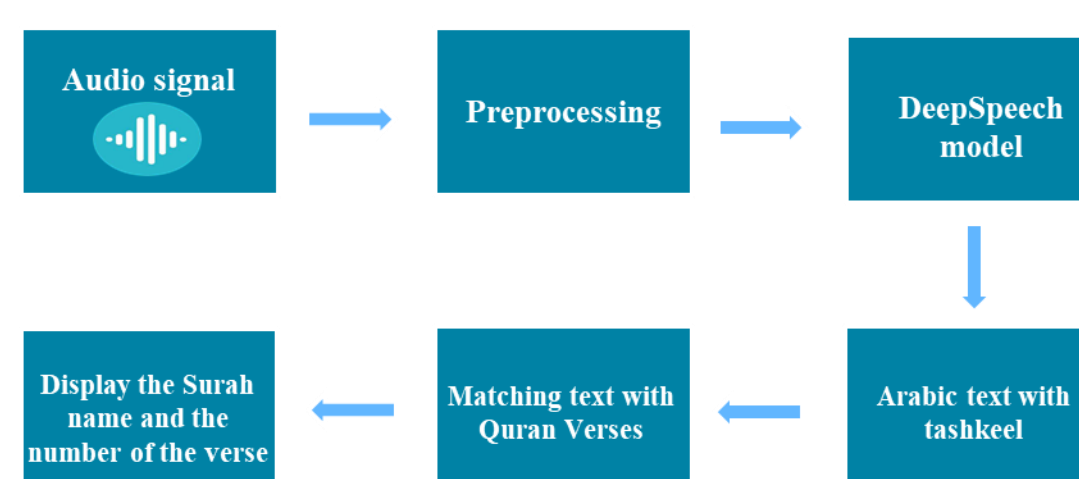 Audio signal
Preprocessing
DeepSpeech
model
Arabic text with
tashkeel
Matching text with
Quran Verses
Display the Surah
name and the
number of the verse